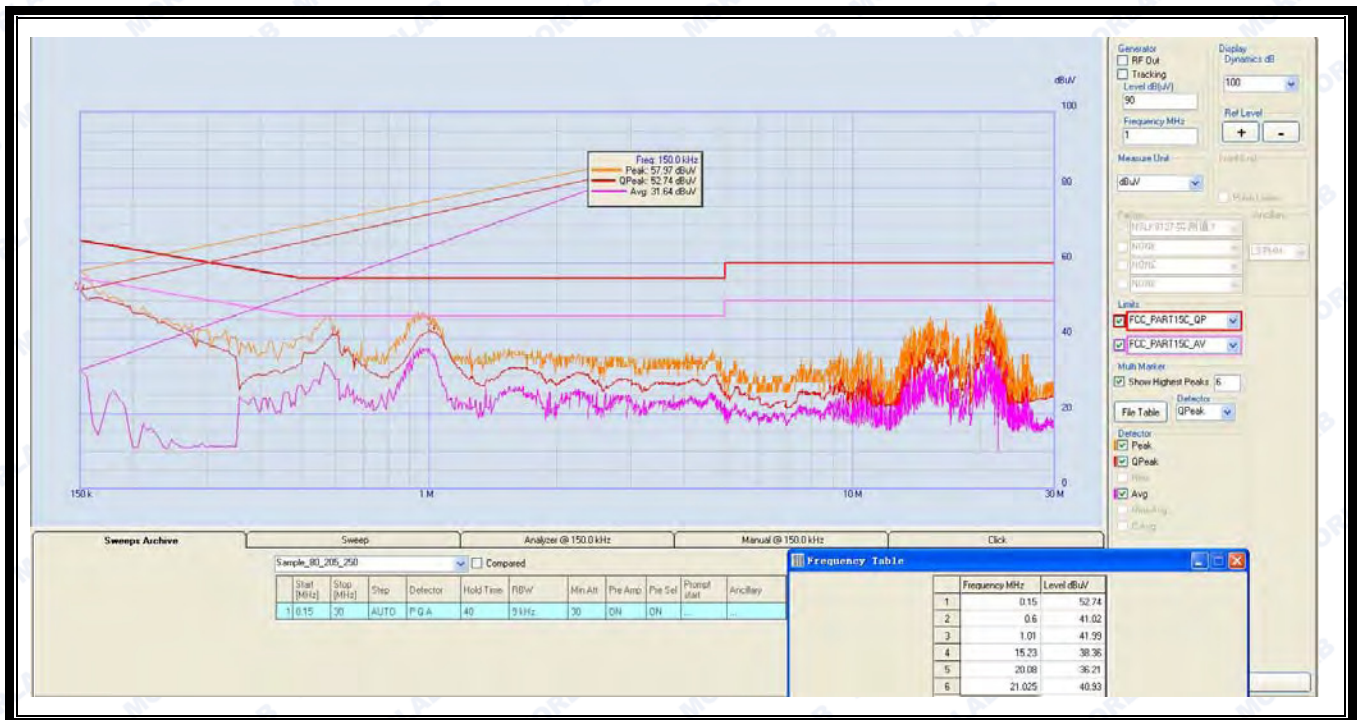 dBuV
100
80
60
40
20
0
150 k
1 M
10 M
30 M
Freq: 150.0 kHz
Peak: 57.97 dBuV
QPeak: 52.74 dBuV
Avg: 31.64 dBuV
Generator
RF Out
Tracking
Level dB(uV)
90
Frequency MHz
1
Display
Dynamics dB
100
Ref Level
+ -
Measure Unit
dBuV
NONE
NONE
NONE
Limits
FCC_PART15C_QP
FCC_PART15C_AV
Multi Marker
Show Highest Peaks 6
Detector
File Table QPeak
Detector
Peak
QPeak
Avg
Sweeps Archive Sweep Analyzer @ 150.0 kHz Manual @ 150.0 kHz Click
Sample_80_205_250 Compared
Start [MHz] Stop [MHz] Step Detector Hold Time RBW Min Att Pre Amp Pre Sel Prompt start Ancillary
1 0.15 30 AUTO P Q A 40 9 kHz 30 ON ON ... ...
Frequency Table
Frequency MHz Level dBuV
1 0.15 52.74
2 0.6 41.02
3 1.01 41.99
4 15.23 38.36
5 20.08 36.21
6 21.025 40.93